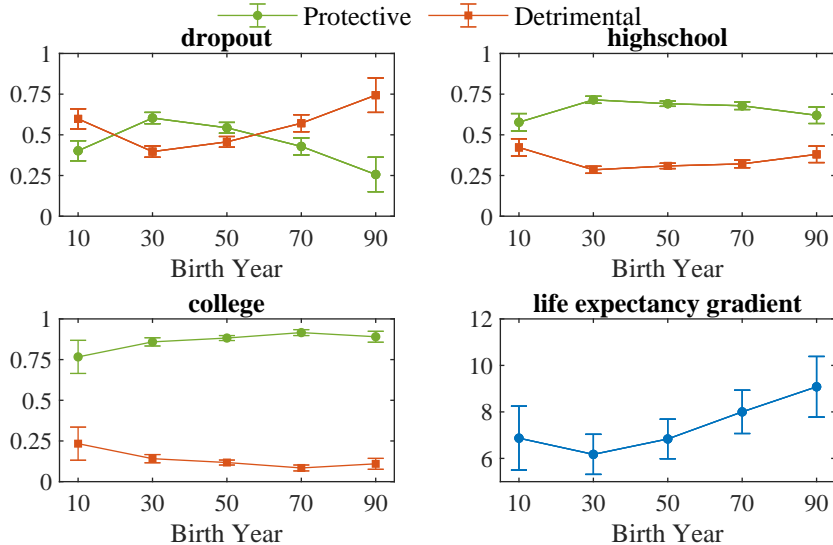 Protective Detrimental
dropout
1
0.75
0.5
0.25
0
10 30 50 70 90
Birth Year
highschool
1
0.75
0.5
0.25
0
10 30 50 70 90
Birth Year
college
1
0.75
0.5
0.25
0
10 30 50 70 90
Birth Year
life expectancy gradient
12
10
8
6
10 30 50 70 90
Birth Year